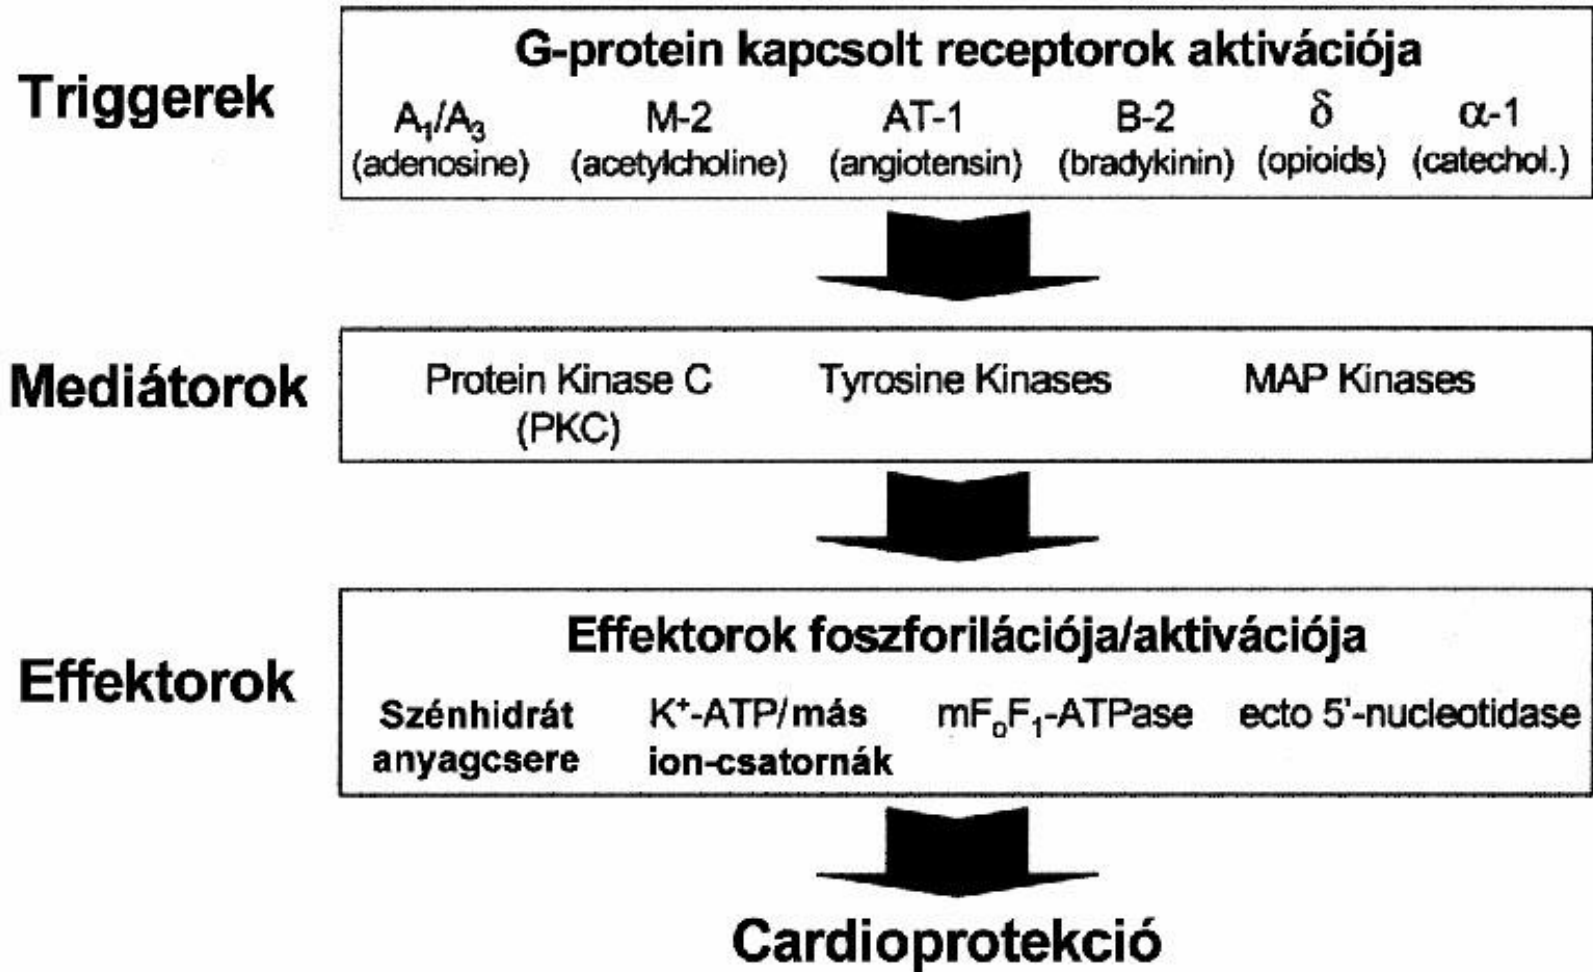 Triggerek
G-protein kapcsolt receptorok aktivációja
A₁/A₃ M-2 AT-1 B-2 δ α-1
(adenosine) (acetylcholine) (angiotensin) (bradykinin) (opioids) (catechol.)
Mediátorok
Protein Kinase C Tyrosine Kinases MAP Kinases
(PKC)
Effektorok
Effektorok foszforilációja/aktivációja
Szénhidrát K⁺-ATP/más mF₀F₁-ATPase ecto 5'-nucleotidase
anyagcsere ion-csatornák
Cardioprotekció